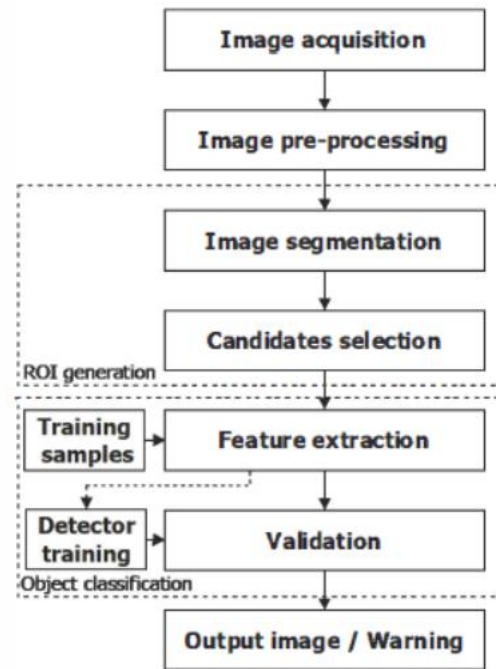 Image acquisition
Image pre-processing
Image segmentation
Candidates selection
ROI generation
Training
samples
Feature extraction
Detector
training
Validation
Object classification
Output image / Warning